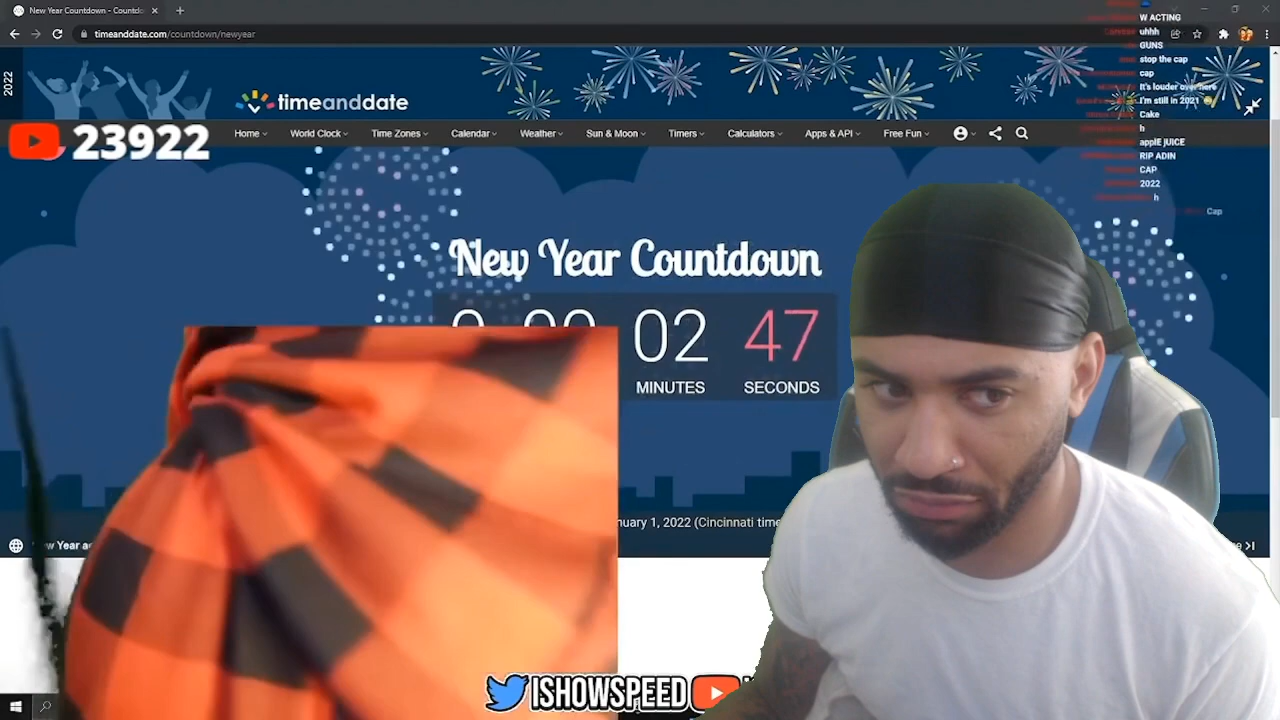 New Year Countdown - Countd
timeanddate.com/countdown/newyear
2022
timeanddate
23922
Home
World Clock
Time Zones
Calendar
Weather
Sun & Moon
Timers
Calculators
Apps & API
Free Fun
W ACTING
uhhh
GUNS
stop the cap
cap
It's louder over here
I'm still in 2021
Cake
h
applE jUICE
RIP ADIN
CAP
2022
h
Cap
New Year Countdown
02
47
MINUTES
SECONDS
nuary 1, 2022 (Cincinnati time
w Year
ISHOWSPEED